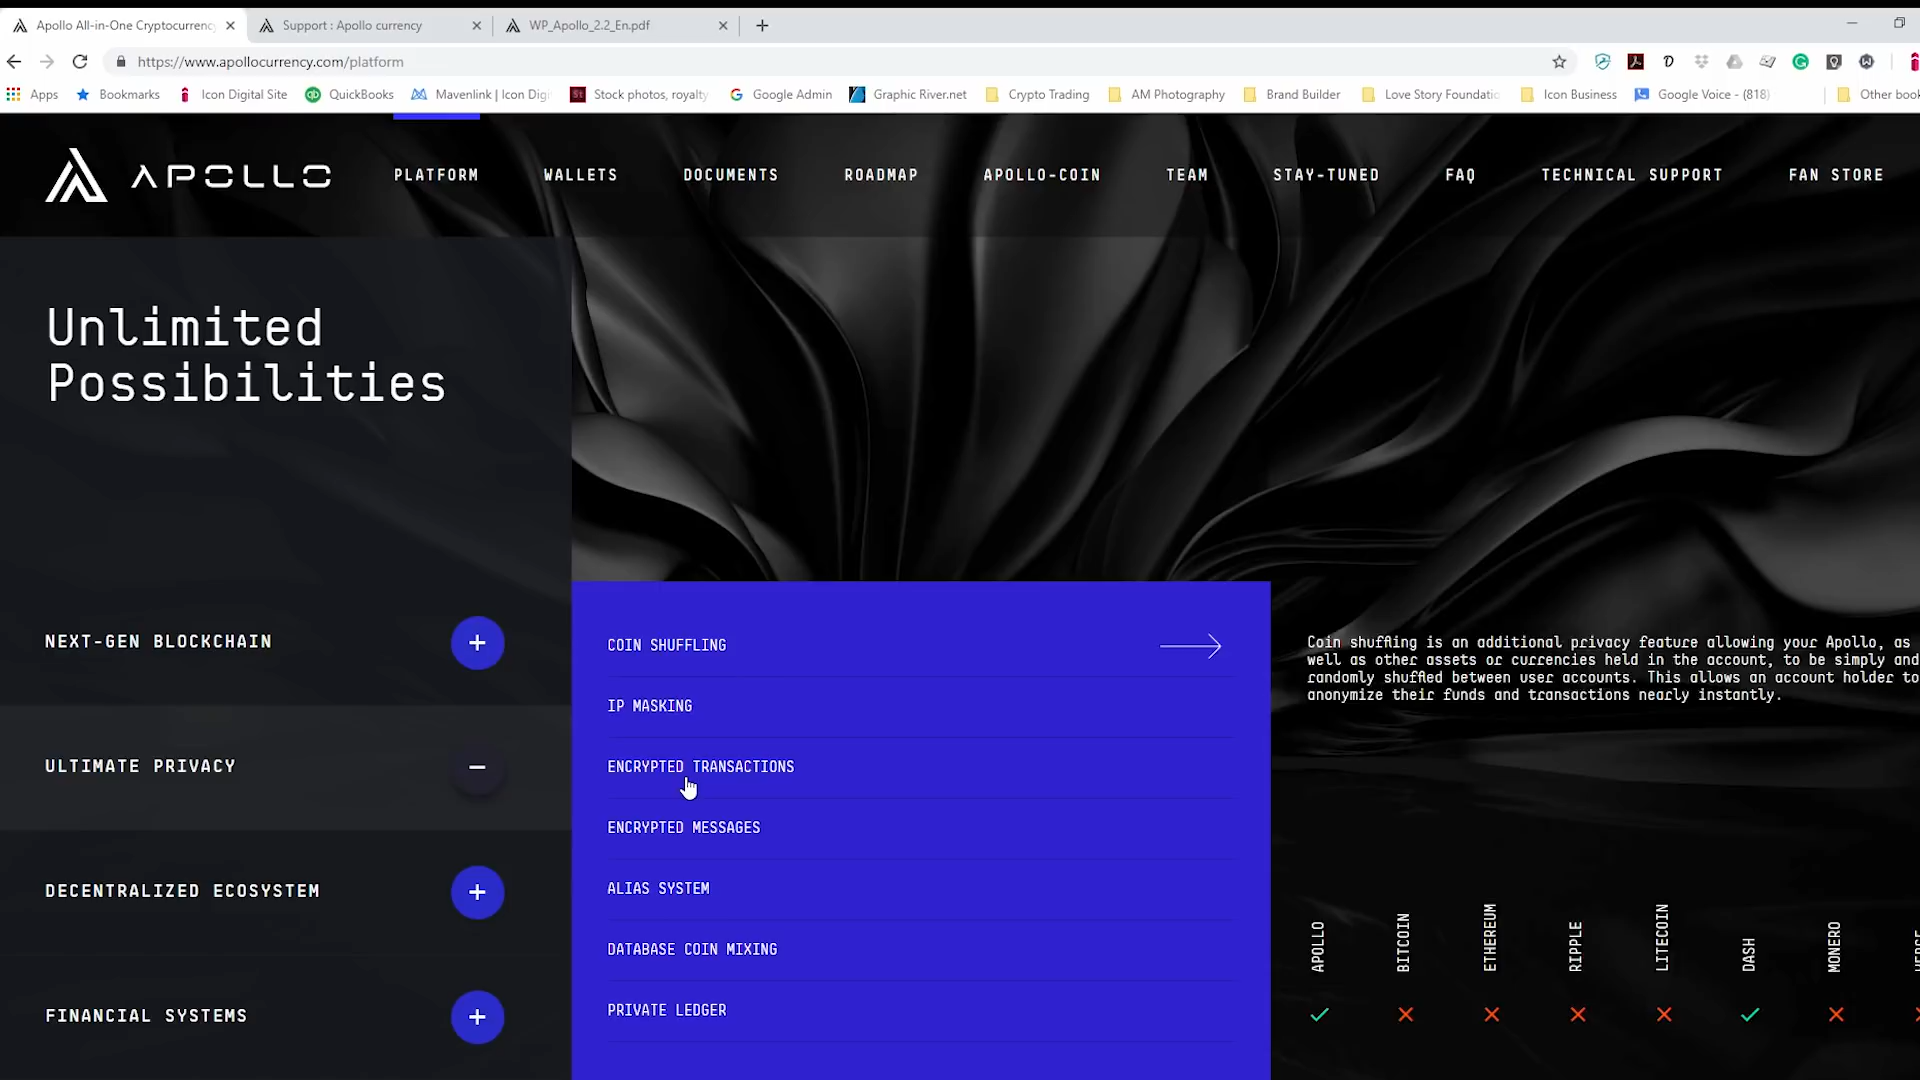 Apollo All-in-One Cryptocurrency
Support : Apollo currency
WP_Apollo_2.2_En.pdf
https://www.apollocurrency.com/platform
Apps
Bookmarks
Icon Digital Site
QuickBooks
Mavenlink | Icon Digi
Stock photos, royalty
Google Admin
Graphic River.net
Crypto Trading
AM Photography
Brand Builder
Love Story Foundatio
Icon Business
Google Voice - (818)
Other book
APOLLO
PLATFORM
WALLETS
DOCUMENTS
ROADMAP
APOLLO-COIN
TEAM
STAY-TUNED
FAQ
TECHNICAL SUPPORT
FAN STORE
Unlimited
Possibilities
NEXT-GEN BLOCKCHAIN
ULTIMATE PRIVACY
DECENTRALIZED ECOSYSTEM
FINANCIAL SYSTEMS
COIN SHUFFLING
IP MASKING
ENCRYPTED TRANSACTIONS
ENCRYPTED MESSAGES
ALIAS SYSTEM
DATABASE COIN MIXING
PRIVATE LEDGER
Coin shuffling is an additional privacy feature allowing your Apollo, as
well as other assets or currencies held in the account, to be simply and
randomly shuffled between user accounts. This allows an account holder to
anonymize their funds and transactions nearly instantly.
APOLLO
BITCOIN
ETHEREUM
RIPPLE
LITECOIN
DASH
MONERO